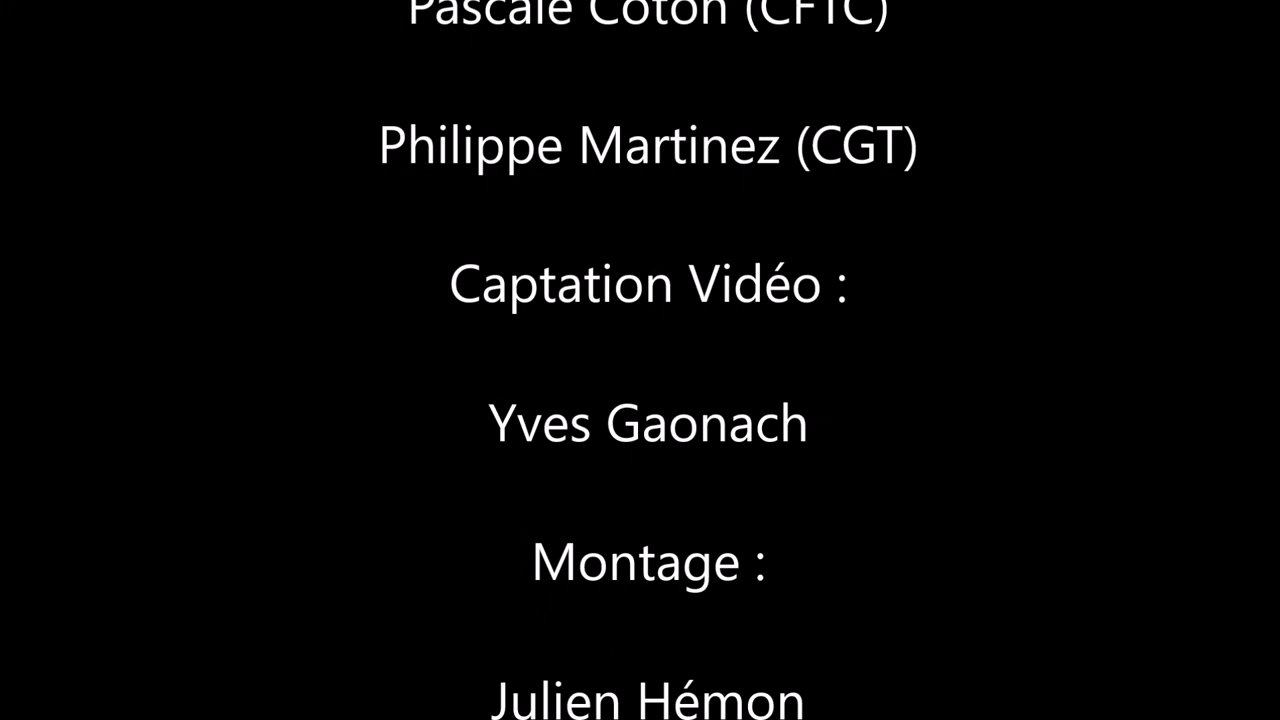 Pascale Coton (CFTC)
Philippe Martinez (CGT)
Captation Vidéo :
Yves Gaonach
Montage :
Julien Hémon